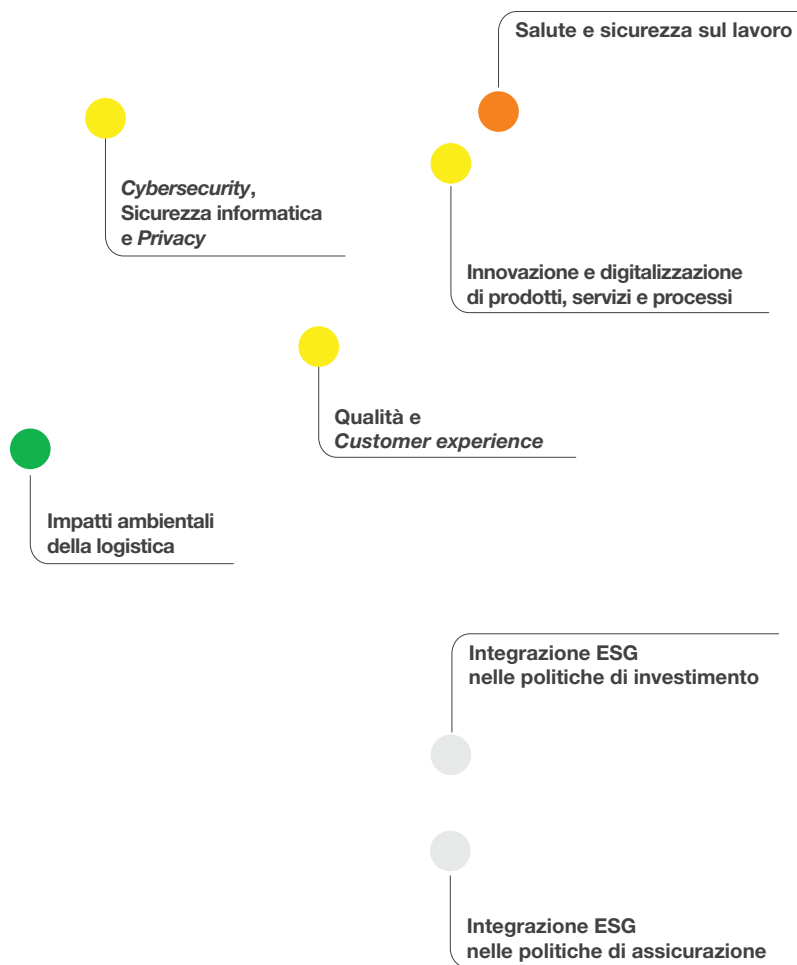 Salute e sicurezza sul lavoro
Cybersecurity,
Sicurezza informatica
e Privacy
Innovazione e digitalizzazione
di prodotti, servizi e processi
Qualità e
Customer experience
Impatti ambientali
della logistica
Integrazione ESG
nelle politiche di investimento
Integrazione ESG
nelle politiche di assicurazione